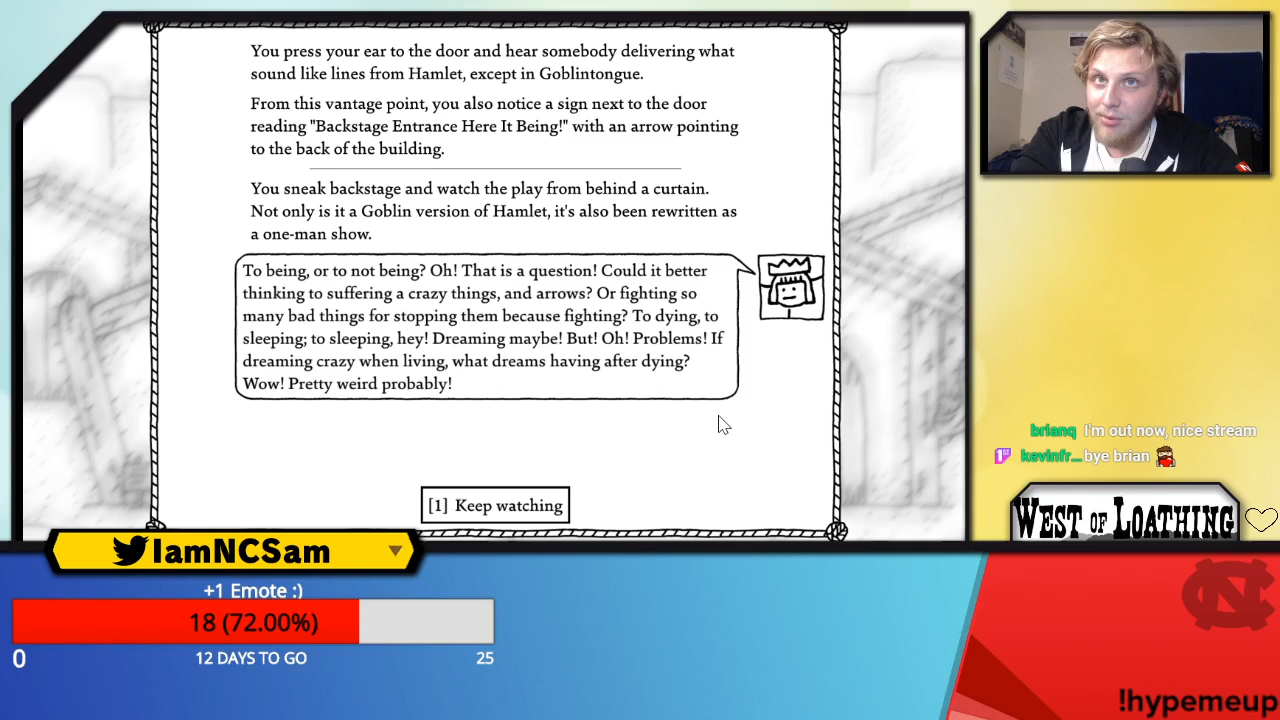 You press your ear to the door and hear somebody delivering what
sound like lines from Hamlet, except in Goblintongue.
From this vantage point, you also notice a sign next to the door
reading "Backstage Entrance Here It Being!" with an arrow pointing
to the back of the building.
You sneak backstage and watch the play from behind a curtain.
Not only is it a Goblin version of Hamlet, it's also been rewritten as
a one-man show.
To being, or to not being? Oh! That is a question! Could it better
thinking to suffering a crazy things, and arrows? Or fighting so
many bad things for stopping them because fighting? To dying, to
sleeping; to sleeping, hey! Dreaming maybe! But! Oh! Problems! If
dreaming crazy when living, what dreams having after dying?
Wow! Pretty weird probably!
[1] Keep watching
brianq I'm out now, nice stream
1ST kevinfr... bye brian
WEST OF LOATHING
IamNCSam
+1 Emote :)
18 (72.00%)
0 12 DAYS TO GO 25
NC
!hypemeup